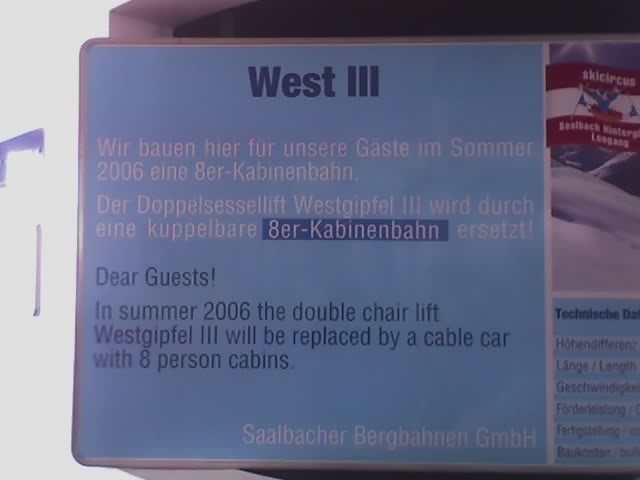 West III
Wir bauen hier für unsere Gäste im Sommer
2006 eine 8er-Kabinenbahn.
Der Doppelsessellift Westgipfel III wird durch
eine kuppelbare 8er-Kabinenbahn ersetzt!
Dear Guests!
In summer 2006 the double chair lift
Westgipfel III will be replaced by a cable car
with 8 person cabins.
Saalbacher Bergbahnen GmbH
skicircus
Saalbach
Leogang
Technische
Höhendifferenz
Länge / Length
Förderleistung /
Fertigstellung /
Baukosten /